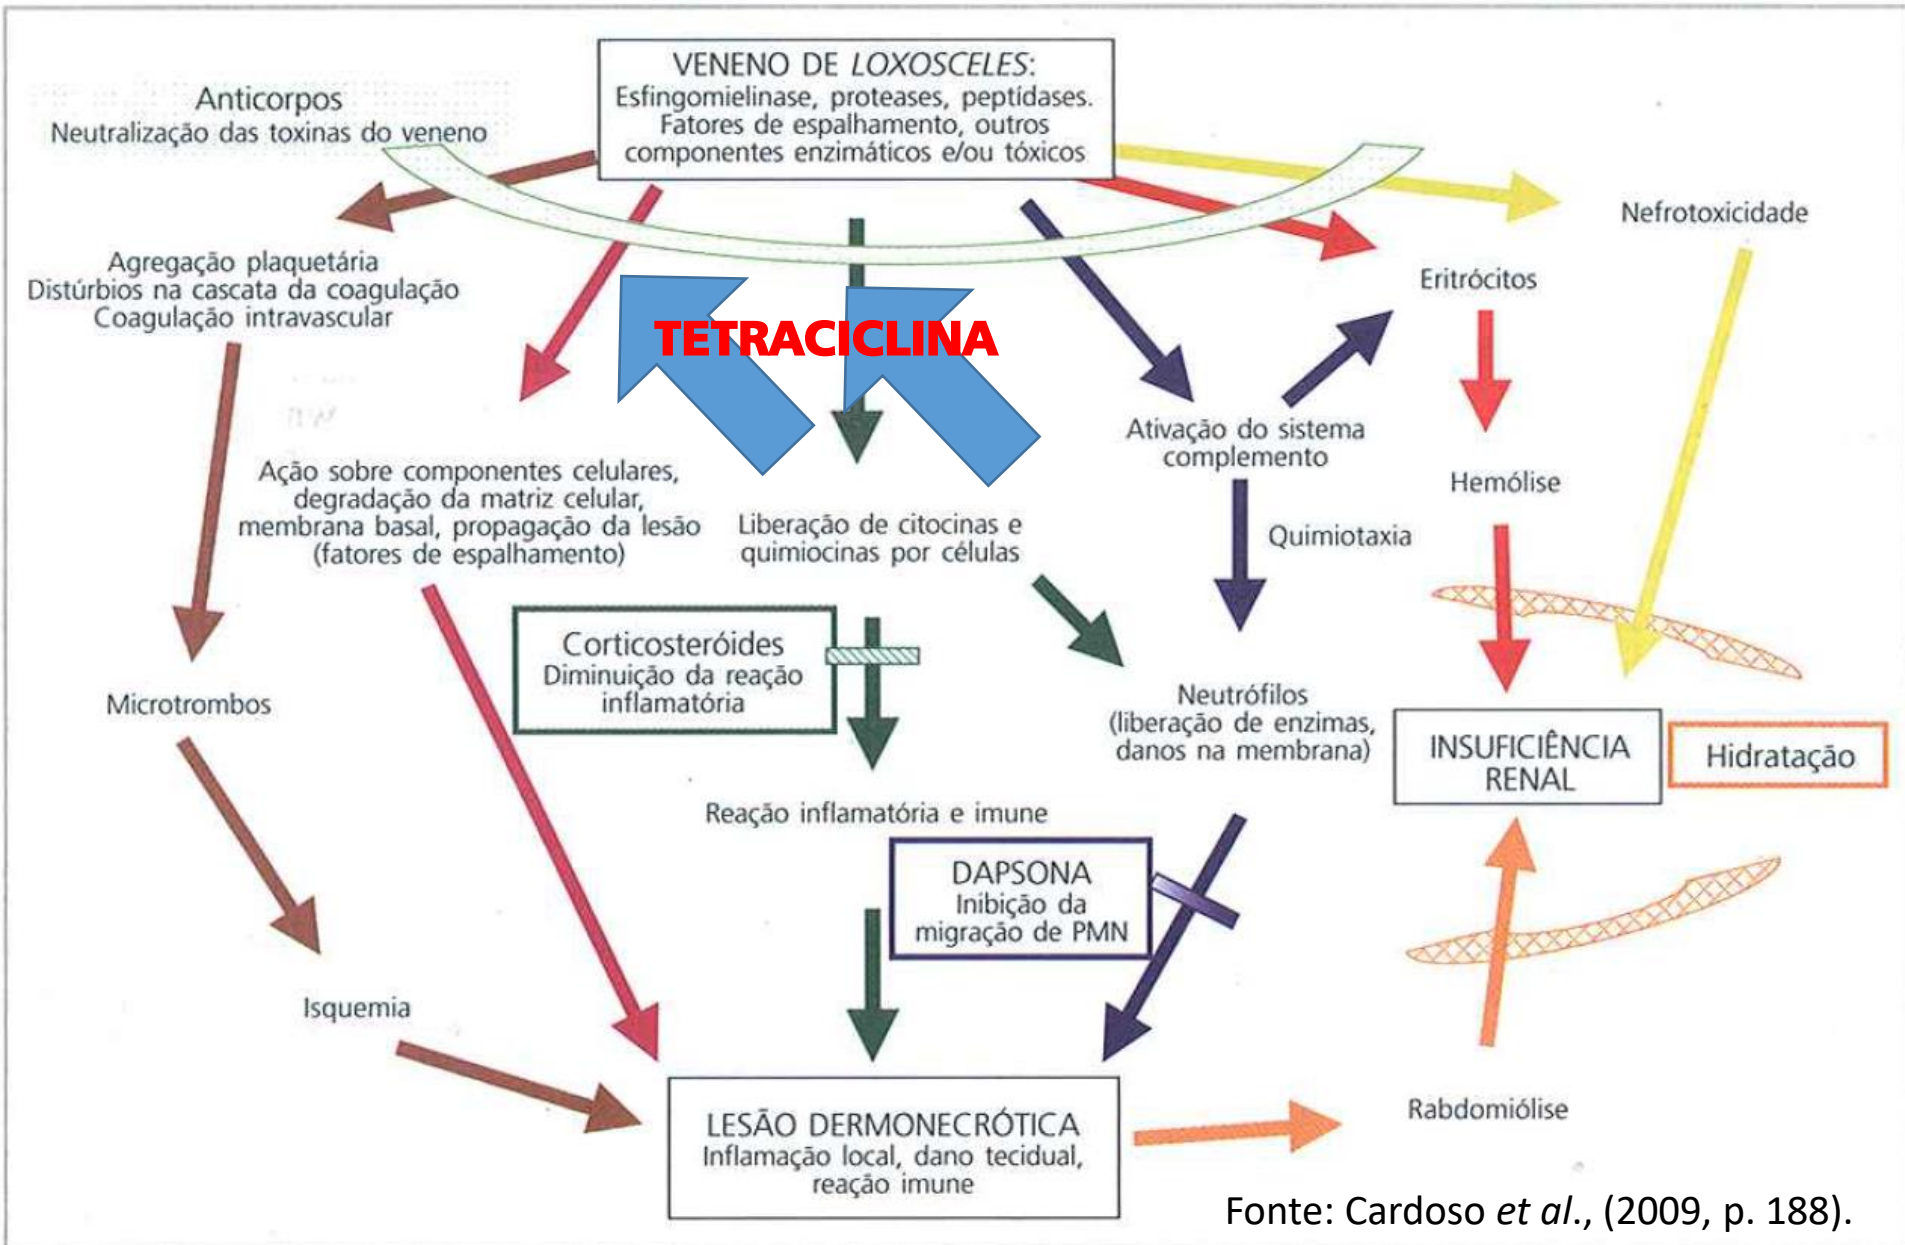 VENENO DE LOXOSCELES:
Esfingomielinase, proteases, peptídases.
Fatores de espalhamento, outros
componentes enzimáticos e/ou tóxicos
Anticorpos
Neutralização das toxinas do veneno
Nefrotoxicidade
Agregação plaquetária
Distúrbios na cascata da coagulação
Coagulação intravascular
Eritrócitos
TETRACICLINA
Ativação do sistema
complemento
Hemólise
Ação sobre componentes celulares,
degradação da matriz celular,
membrana basal, propagação da lesão
(fatores de espalhamento)
Liberação de citocinas e
quimiocinas por células
Quimiotaxia
Corticosteróides
Diminuição da reação
inflamatória
Microtrombos
Neutrófilos
(liberação de enzimas,
danos na membrana)
INSUFICIÊNCIA
RENAL
Hidratação
Reação inflamatória e imune
DAPSONA
Inibição da
migração de PMN
Isquemia
LESÃO DERMONECRÓTICA
Inflamação local, dano tecidual,
reação imune
Rabdomiólise
Fonte: Cardoso et al., (2009, p. 188).